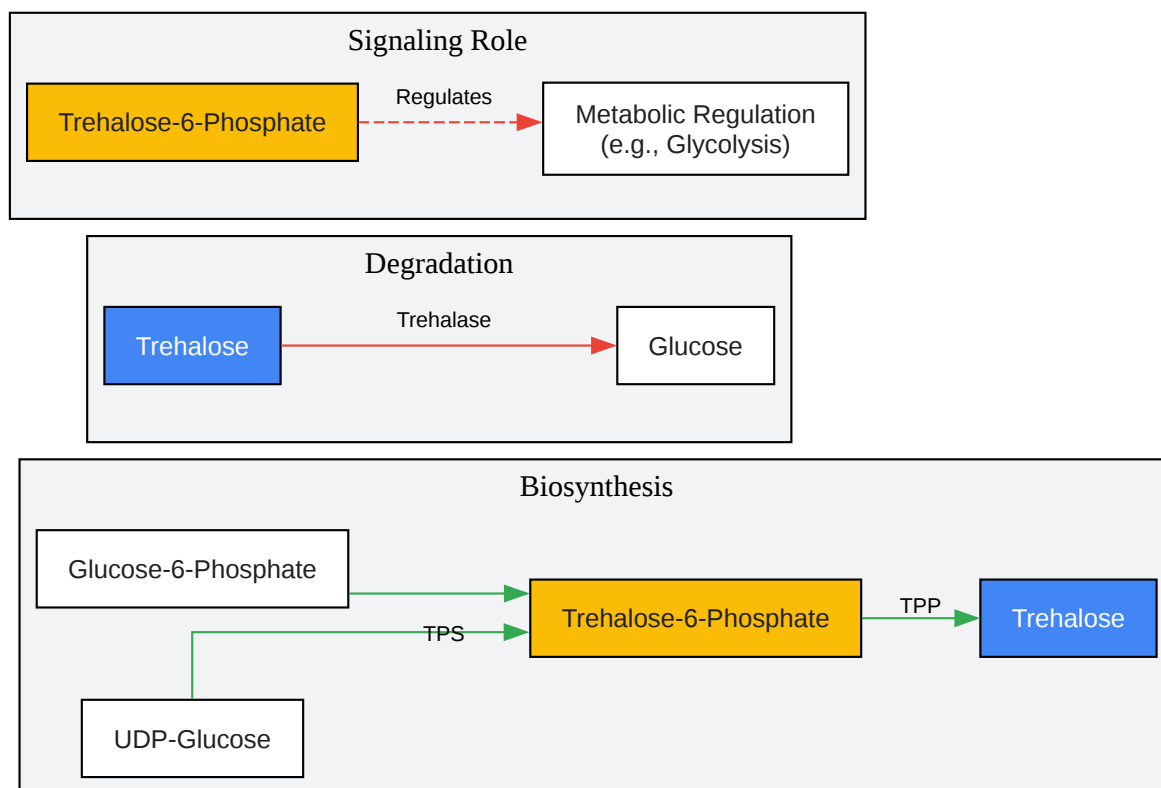 Signaling Role
Trehalose-6-Phosphate
Regulates
Metabolic Regulation
(e.g., Glycolysis)
Degradation
Trehalose
Trehalase
Glucose
Biosynthesis
Glucose-6-Phosphate
TPS
Trehalose-6-Phosphate
TPP
Trehalose
UDP-Glucose